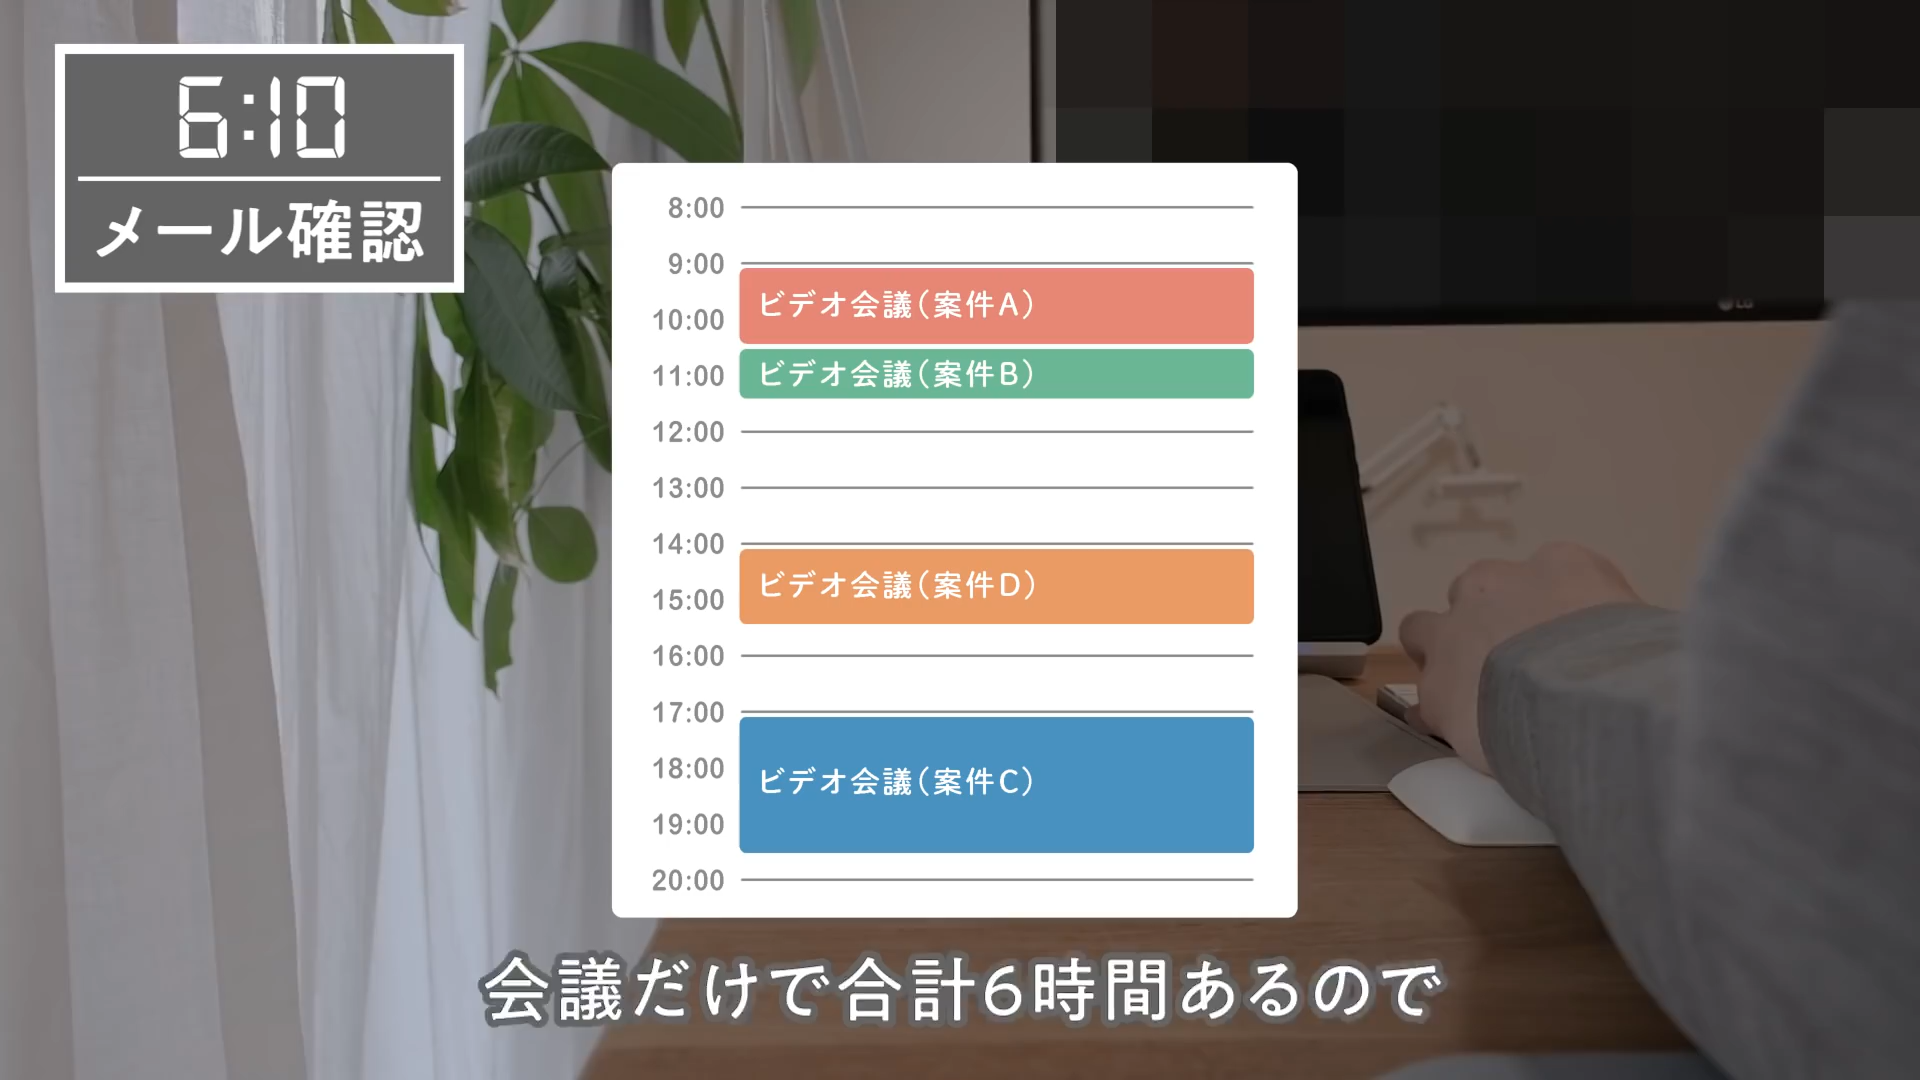 6:10
メール確認
8:00
9:00
ビデオ会議（案件A）
10:00
ビデオ会議（案件B）
11:00
12:00
13:00
14:00
ビデオ会議（案件D）
15:00
16:00
17:00
ビデオ会議（案件C）
18:00
19:00
20:00
会議だけで合計6時間あるので
LG